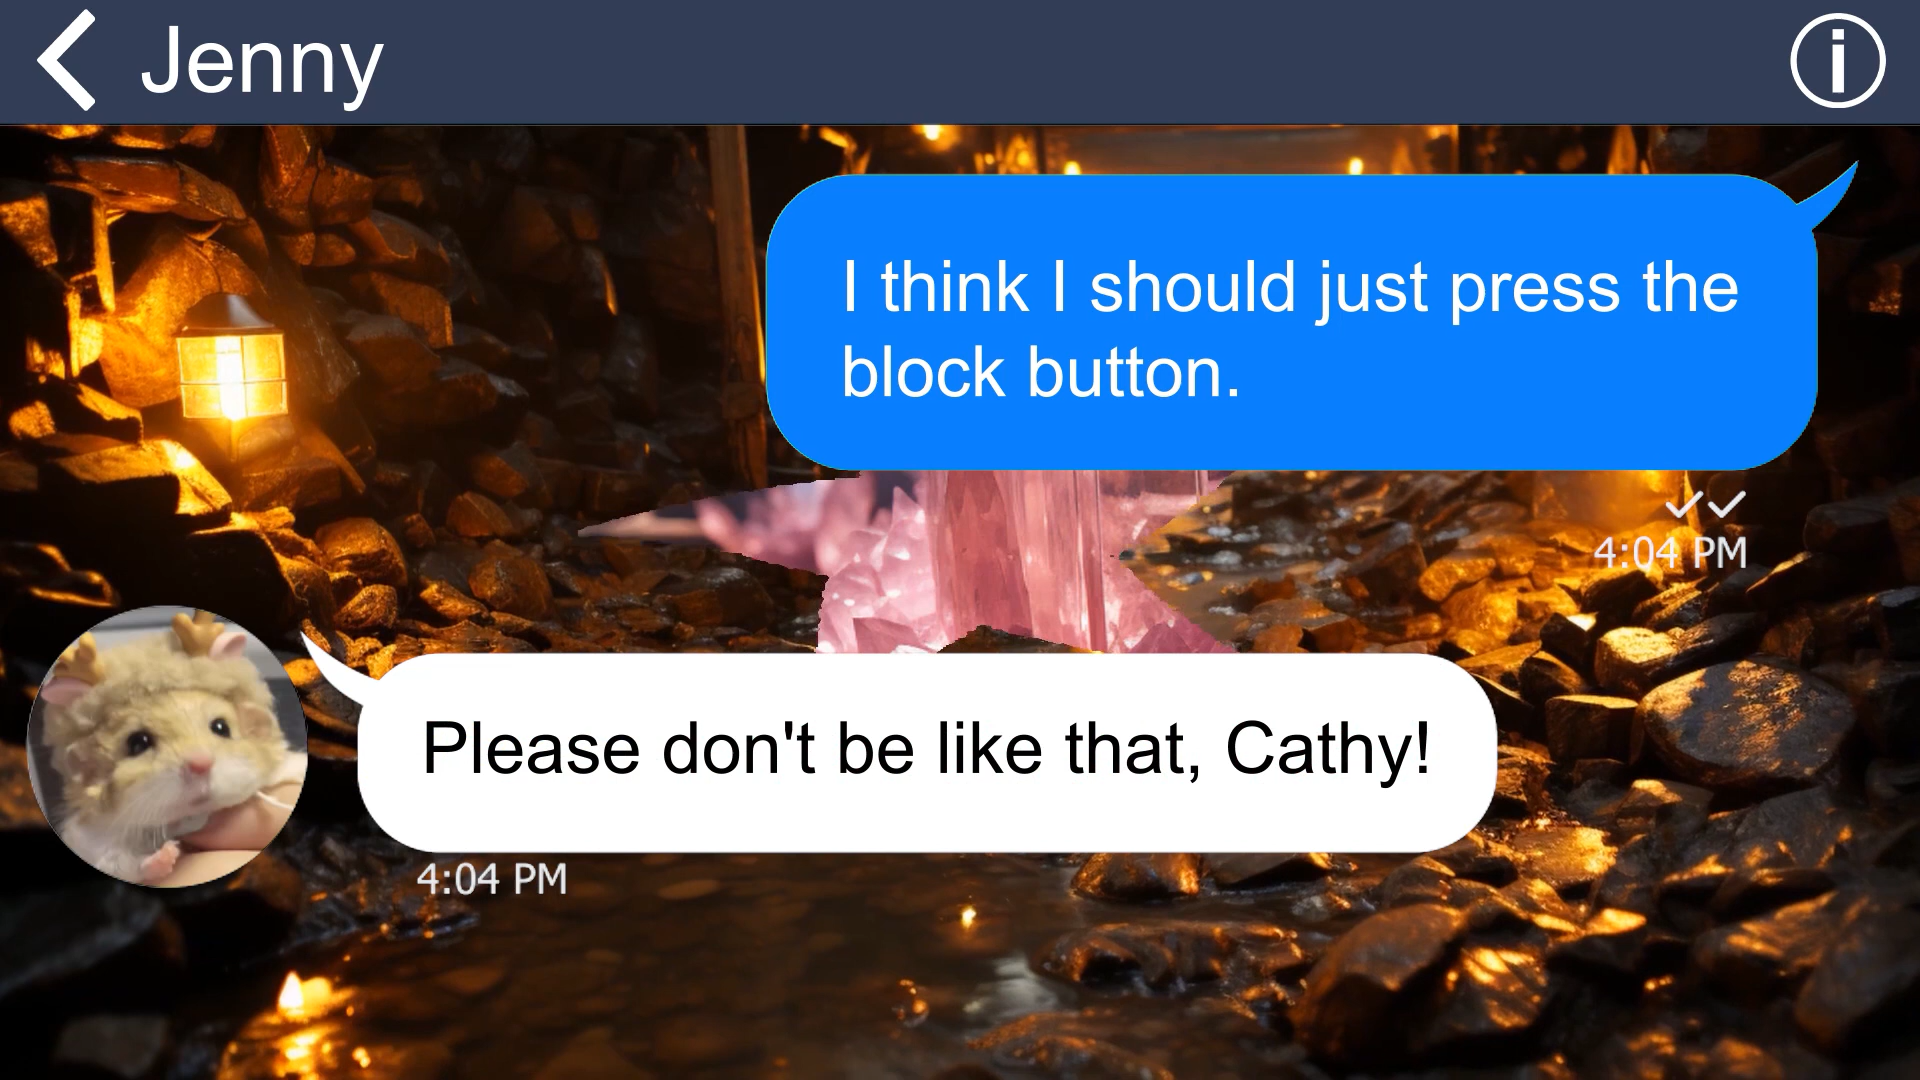 Jenny
I think I should just press the
block button.
4:04 PM
Please don't be like that, Cathy!
4:04 PM